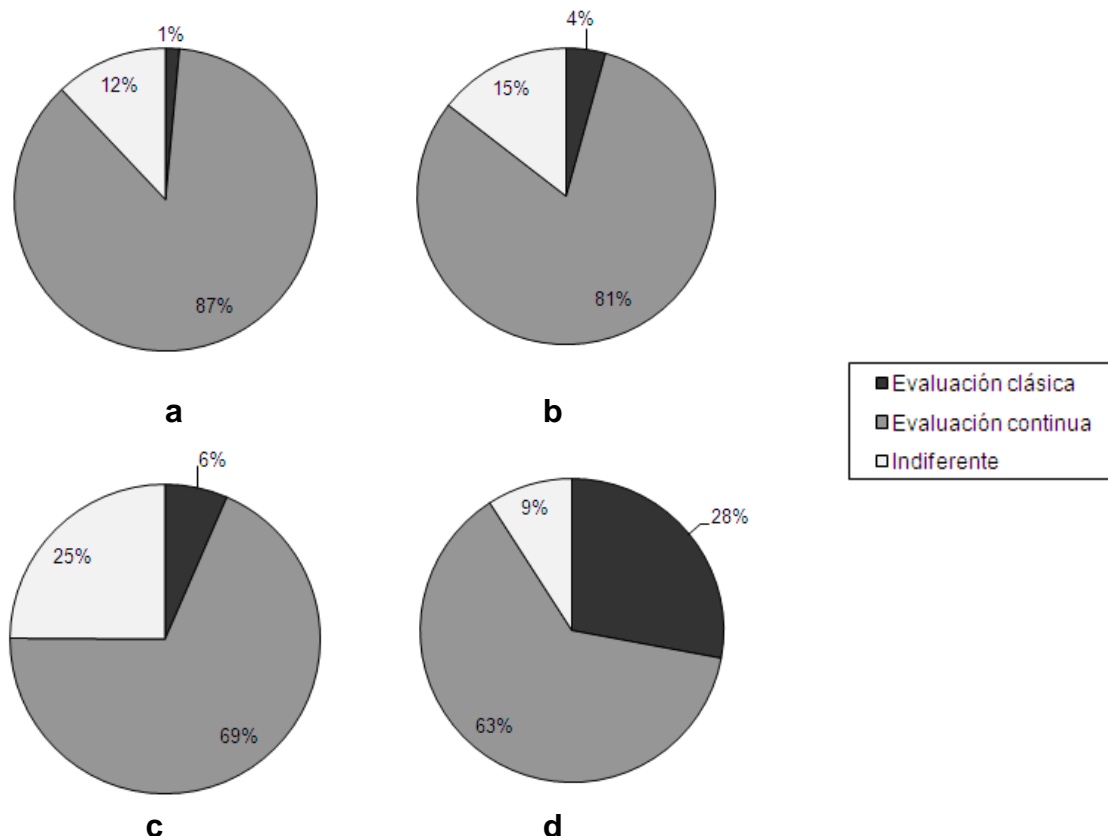 1%
12%
87%
a
4%
15%
81%
b
Evaluación clásica
Evaluación continua
Indiferente
6%
25%
69%
c
28%
9%
63%
d